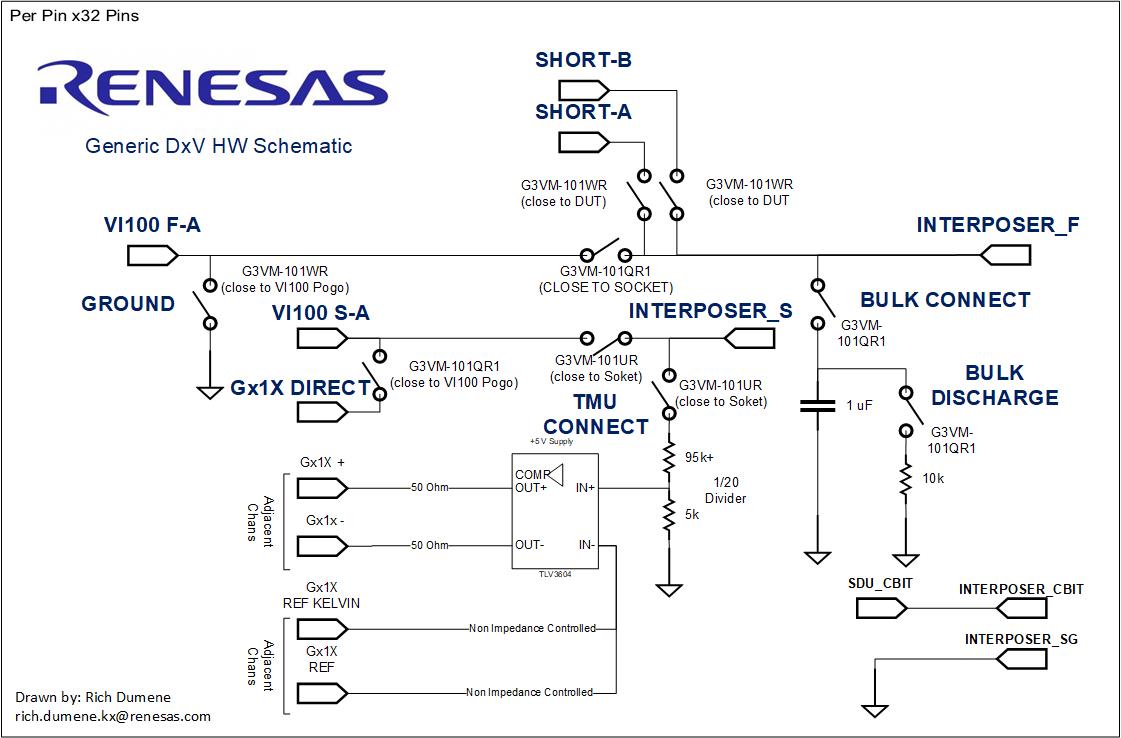 Per Pin x32 Pins
RENESAS
Generic DxV HW Schematic
SHORT-B
SHORT-A
G3VM-101WR
(close to DUT)
G3VM-101WR
(close to DUT
VI100 F-A
INTERPOSER_F
G3VM-101WR
(close to VI100 Pogo)
GROUND
G3VM-101QR1
(CLOSE TO SOCKET)
BULK CONNECT
G3VM-
101QR1
VI100 S-A
INTERPOSER_S
G3VM-101QR1
(close to VI100 Pogo)
Gx1X DIRECT
G3VM-101UR
(close to Soket)
G3VM-101UR
(close to Soket)
TMU
CONNECT
BULK
DISCHARGE
1 uF
G3VM-
101QR1
10k
+5 V Supply
95k+
1/20
Divider
5k
Gx1X +
50 Ohm
COMP
OUT+
IN+
Adjacent
Chans
Gx1x -
50 Ohm
OUT-
IN-
TLV3604
Gx1X
REF KELVIN
Non Impedance Controlled
Adjacent
Chans
Gx1X
REF
Non Impedance Controlled
SDU_CBIT
INTERPOSER_CBIT
INTERPOSER_SG
Drawn by: Rich Dumene
rich.dumene.kx@renesas.com